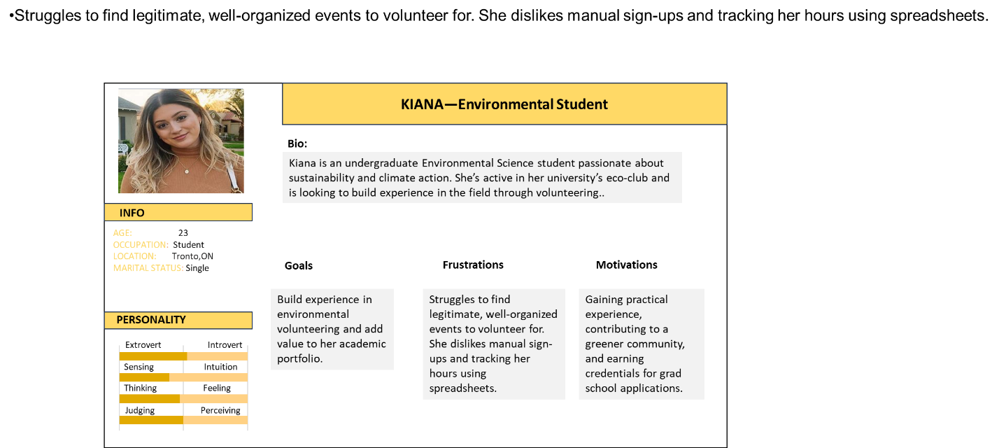 •Struggles to find legitimate, well-organized events to volunteer for. She dislikes manual sign-ups and tracking her hours using spreadsheets.
KIANA—Environmental Student
Bio:
Kiana is an undergraduate Environmental Science student passionate about
sustainability and climate action. She’s active in her university’s eco-club and
is looking to build experience in the field through volunteering..
INFO
AGE: 23
OCCUPATION: Student
LOCATION: Tronto,ON
MARITAL STATUS: Single
PERSONALITY
Extrovert Introvert
Sensing Intuition
Thinking Feeling
Judging Perceiving
Goals
Build experience in
environmental
volunteering and add
value to her academic
portfolio.
Frustrations
Struggles to find
legitimate, well-organized
events to volunteer for.
She dislikes manual sign-
ups and tracking her
hours using
spreadsheets.
Motivations
Gaining practical
experience,
contributing to a
greener community,
and earning
credentials for grad
school applications.